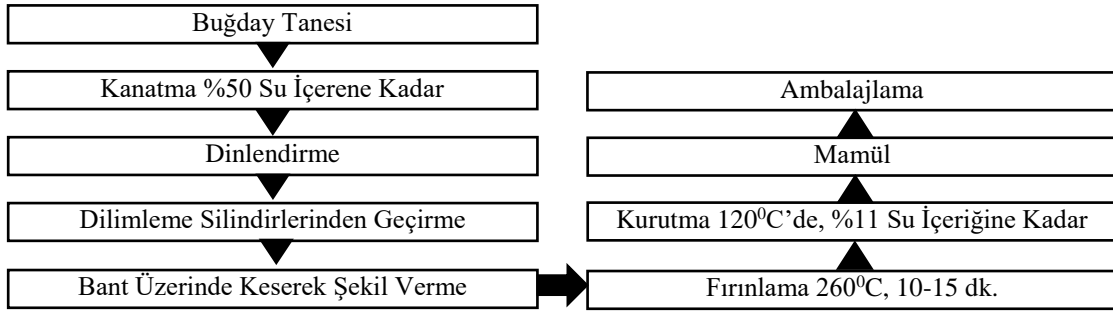 Buğday Tanesi
Kanatma %50 Su İçerene Kadar
Dinlendirme
Dilimleme Silindirlerinden Geçirme
Bant Üzerinde Keserek Şekil Verme
Fırınlama 260⁰C, 10-15 dk.
Kurutma 120⁰C’de, %11 Su İçeriğine Kadar
Mamül
Ambalajlama